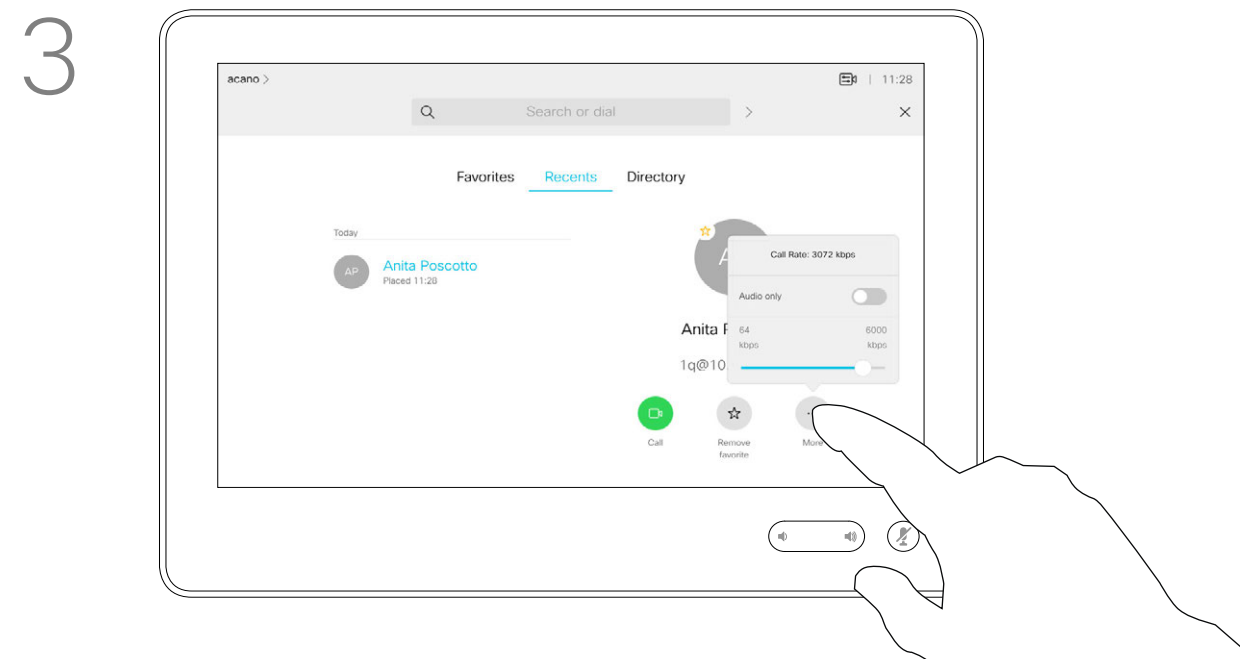 3
acano >
11:28
Search or dial
Favorites Recents Directory
Today
AP
Anita Poscotto
Placed 11:28
A
Call Rate: 3072 kbps
Audio only
64 kbps
6000 kbps
Anita P
1q@10.
Call
Remove favorite
More